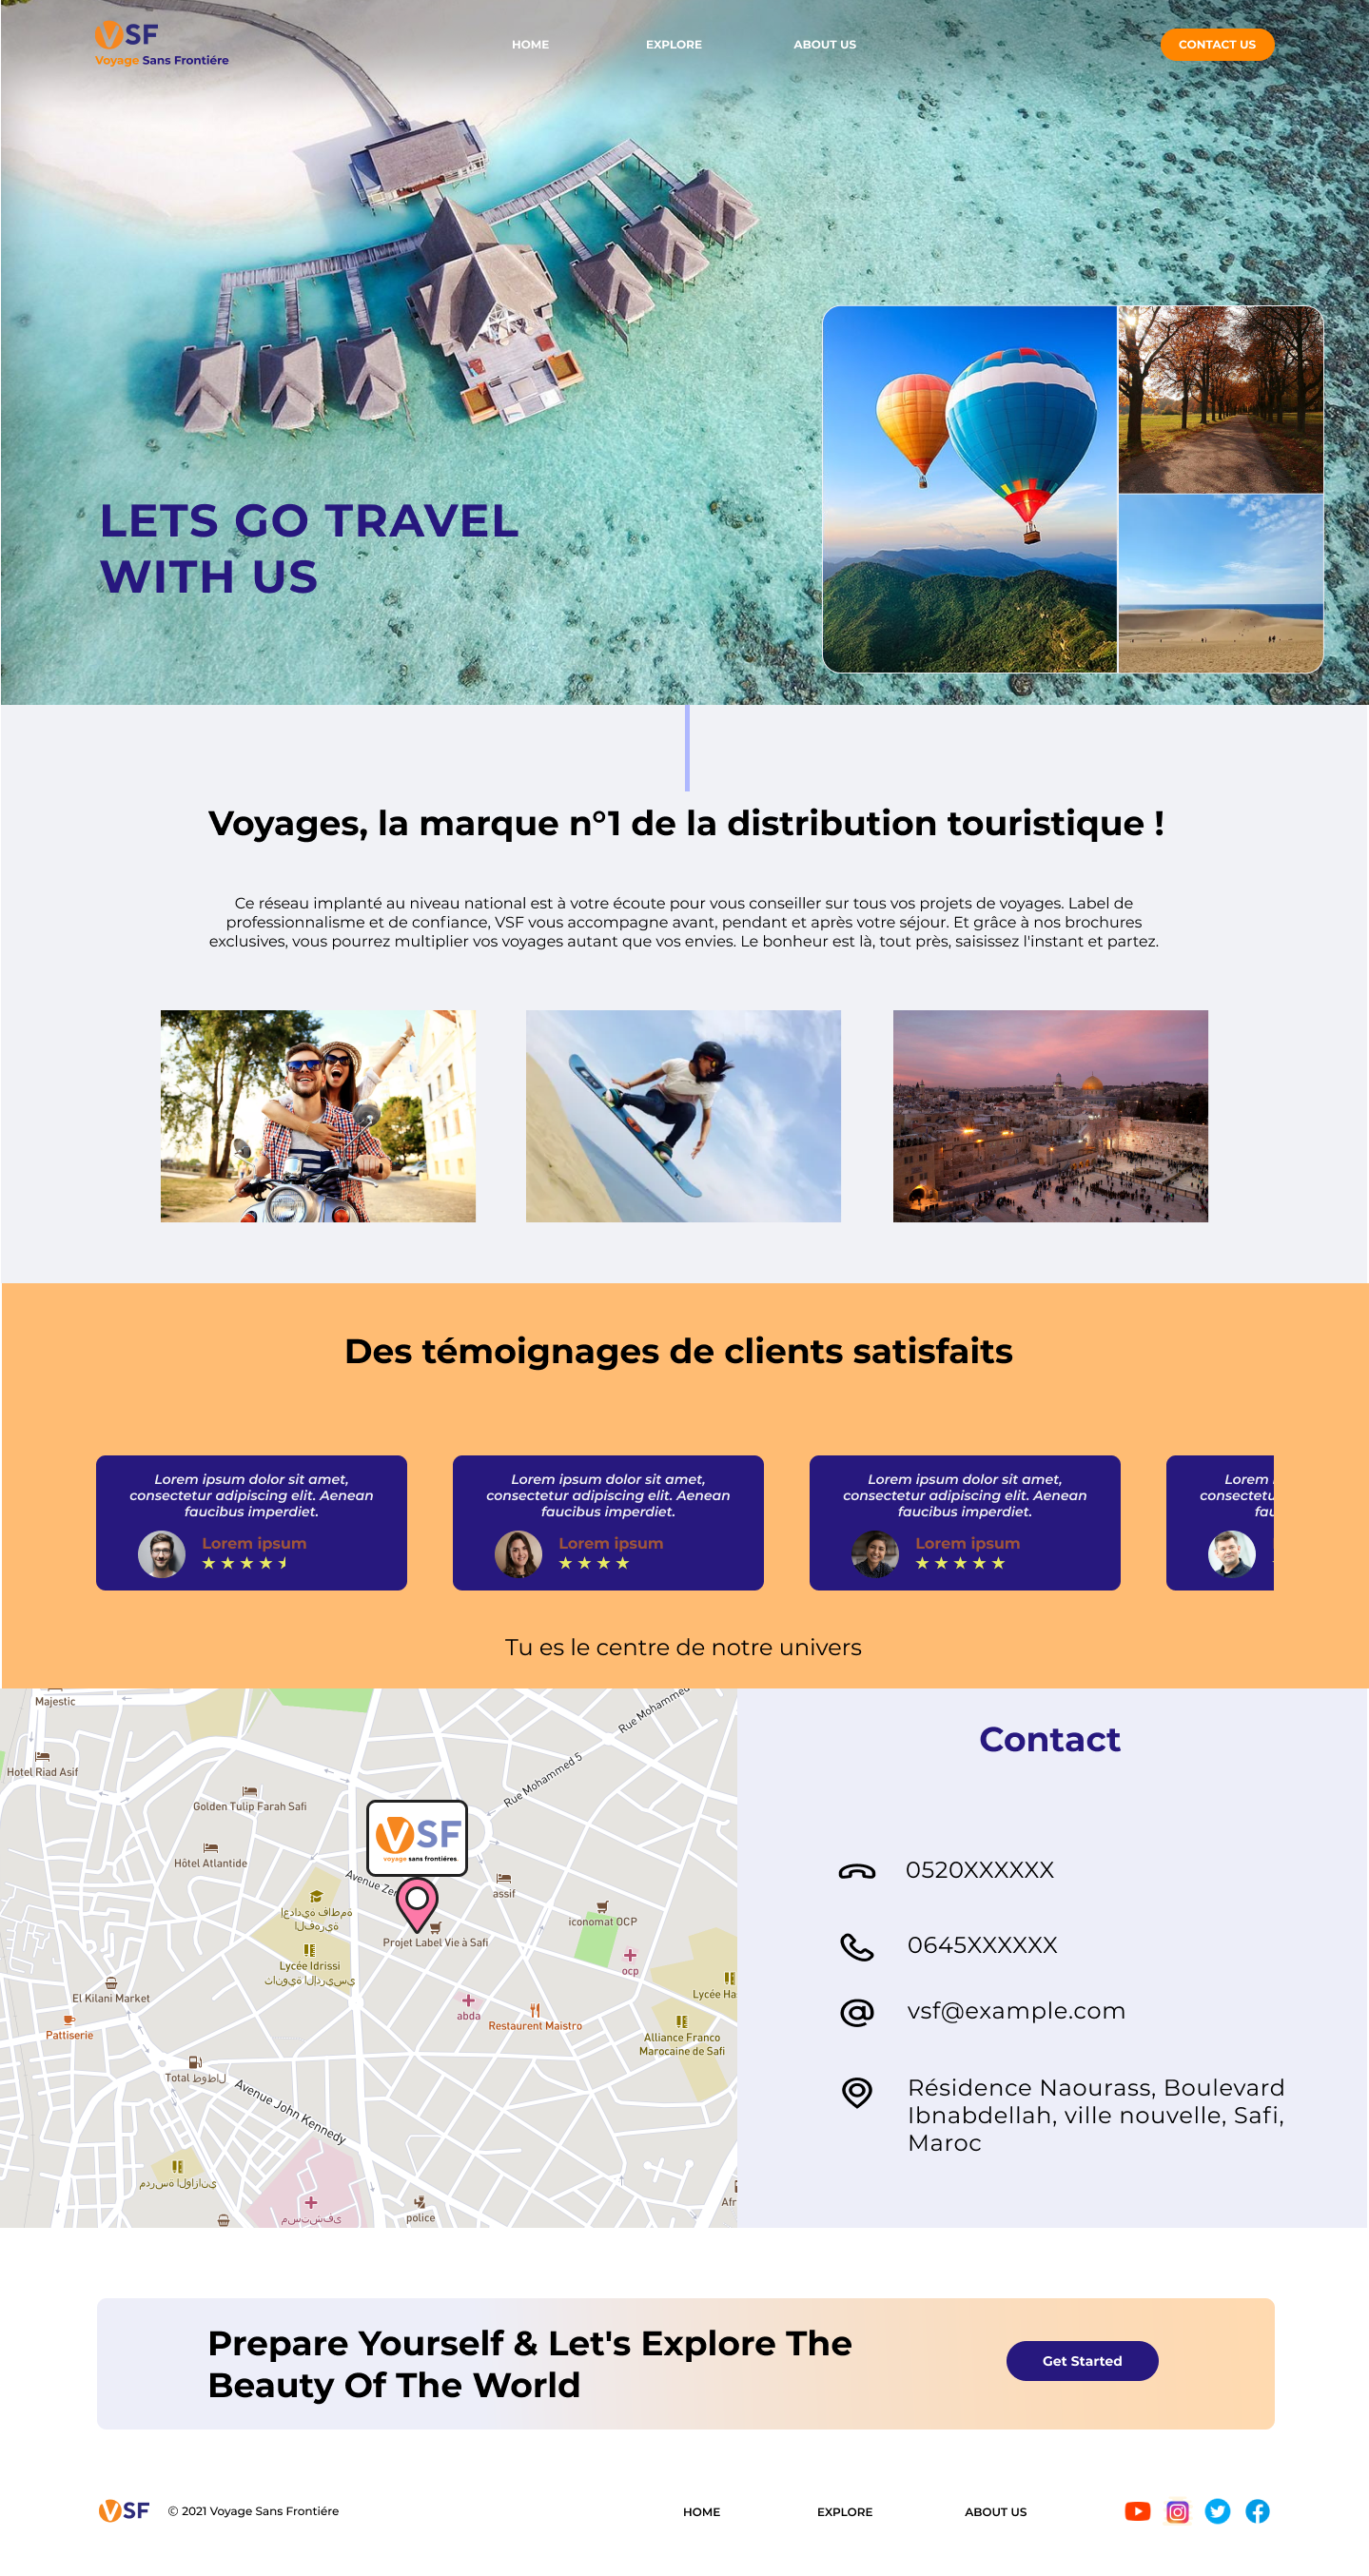 VSF
Voyage Sans Frontiére
HOME
EXPLORE
ABOUT US
CONTACT US
LETS GO TRAVEL
WITH US
Voyages, la marque n°1 de la distribution touristique !
Ce réseau implanté au niveau national est à votre écoute pour vous conseiller sur tous vos projets de voyages. Label de
professionnalisme et de confiance, VSF vous accompagne avant, pendant et après votre séjour. Et grâce à nos brochures
exclusives, vous pourrez multiplier vos voyages autant que vos envies. Le bonheur est là, tout près, saisissez l'instant et partez.
Des témoignages de clients satisfaits
Lorem ipsum dolor sit amet,
consectetur adipiscing elit. Aenean
faucibus imperdiet.
Lorem ipsum
Lorem ipsum dolor sit amet,
consectetur adipiscing elit. Aenean
faucibus imperdiet.
Lorem ipsum
Lorem ipsum dolor sit amet,
consectetur adipiscing elit. Aenean
faucibus imperdiet.
Lorem ipsum
Lorem
Tu es le centre de notre univers
Majestic
Rue Mohammed
Hotel Riad Asif
Rue Mohammed 5
Golden Tulip Farah Safi
VSF
voyage sans frontiéres.
Hôtel Atlantide
Avenue
assif
إعدادية فاطمة
الفهرية
iconomat OCP
Projet Label Vie à Safi
Lycée Idrissi
ثانوية الإدريسي
ocp
El Kilani Market
Lycée
abda
Pattiserie
Restaurent Maistro
Alliance Franco
Marocaine de Safi
Total طوطال
Avenue John Kennedy
مدرسة الوازاني
مستشفى
police
Contact
0520XXXXXX
0645XXXXXX
vsf@example.com
Résidence Naourass, Boulevard
Ibnabdellah, ville nouvelle, Safi,
Maroc
Prepare Yourself & Let's Explore The
Beauty Of The World
Get Started
VSF
© 2021 Voyage Sans Frontiére
HOME
EXPLORE
ABOUT US